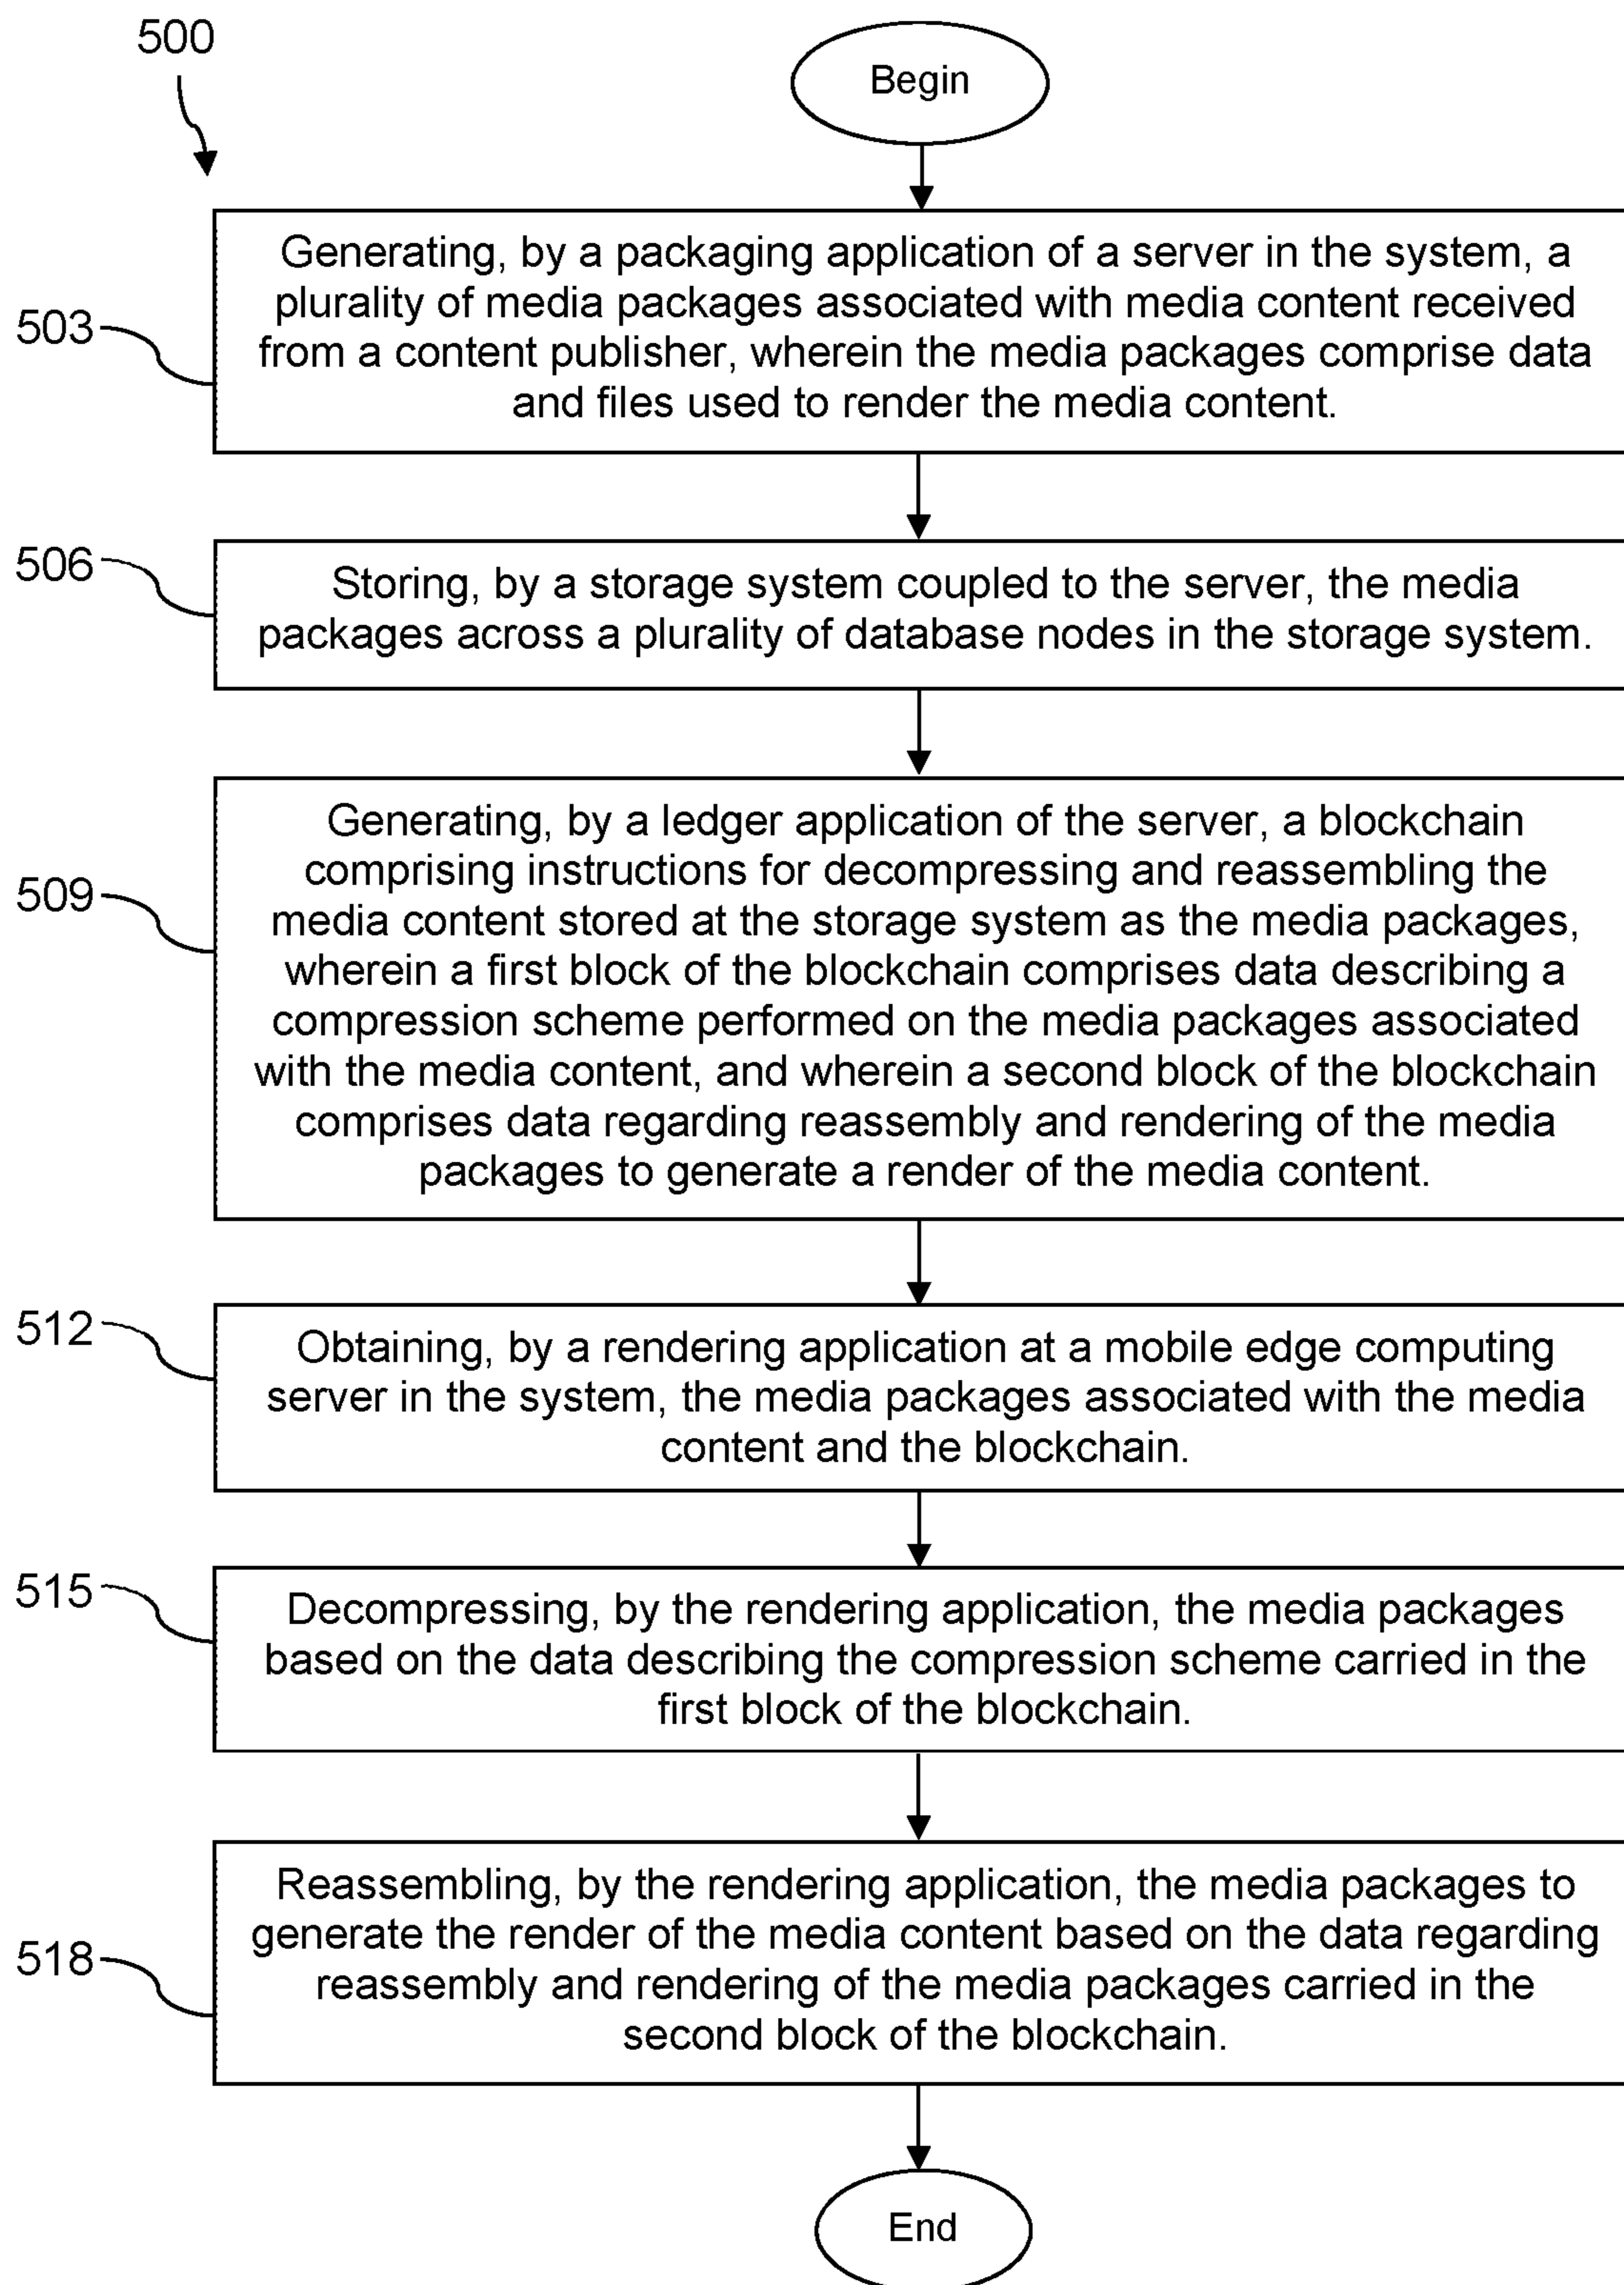 500
Begin
503
Generating, by a packaging application of a server in the system, a
plurality of media packages associated with media content received
from a content publisher, wherein the media packages comprise data
and files used to render the media content.
506
Storing, by a storage system coupled to the server, the media
packages across a plurality of database nodes in the storage system.
509
Generating, by a ledger application of the server, a blockchain
comprising instructions for decompressing and reassembling the
media content stored at the storage system as the media packages,
wherein a first block of the blockchain comprises data describing a
compression scheme performed on the media packages associated
with the media content, and wherein a second block of the blockchain
comprises data regarding reassembly and rendering of the media
packages to generate a render of the media content.
512
Obtaining, by a rendering application at a mobile edge computing
server in the system, the media packages associated with the media
content and the blockchain.
515
Decompressing, by the rendering application, the media packages
based on the data describing the compression scheme carried in the
first block of the blockchain.
518
Reassembling, by the rendering application, the media packages to
generate the render of the media content based on the data regarding
reassembly and rendering of the media packages carried in the
second block of the blockchain.
End